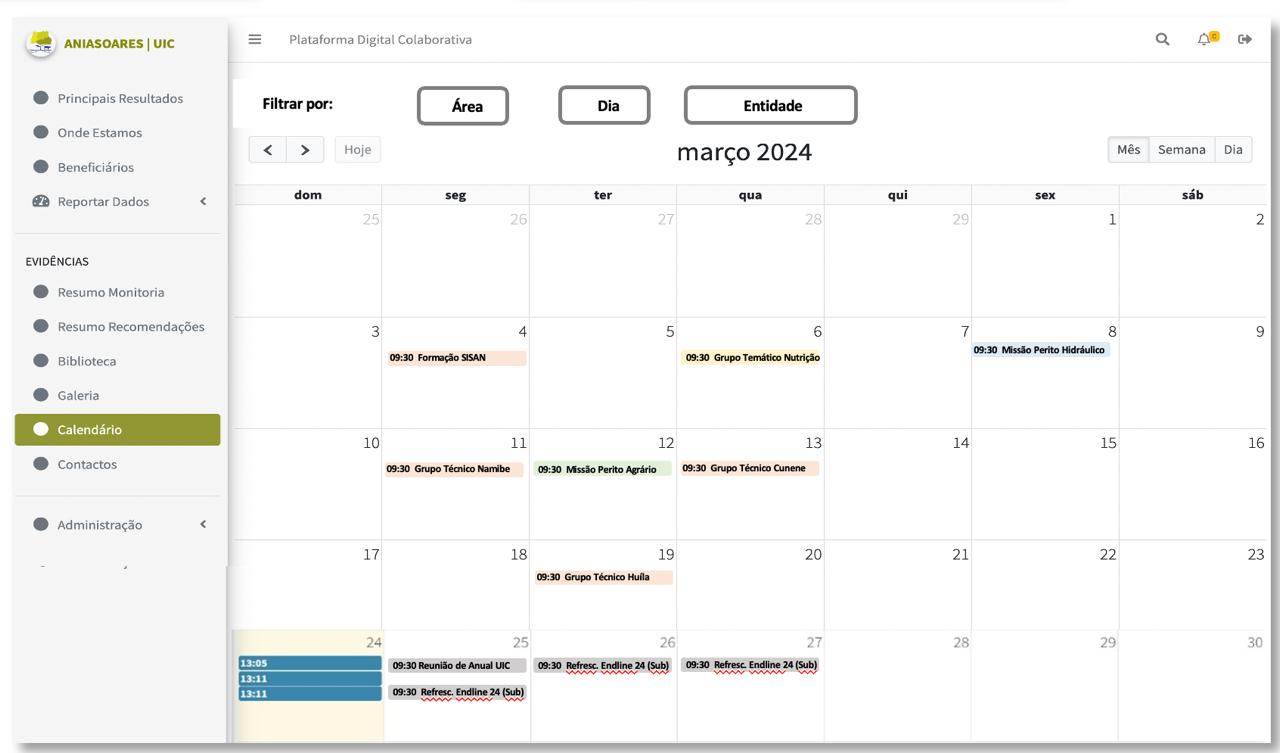 ANIASOARES | UIC
Plataforma Digital Colaborativa
Principais Resultados
Onde Estamos
Beneficiários
Reportar Dados
EVIDÊNCIAS
Resumo Monitoria
Resumo Recomendações
Biblioteca
Galeria
Calendário
Contactos
Administração
Filtrar por:
Área
Dia
Entidade
Hoje
março 2024
Mês Semana Dia
dom seg ter qua qui sex sáb
25 26 27 28 29 1 2
3 4 5 6 7 8 9
09:30 Formação SISAN
09:30 Grupo Temático Nutrição
09:30 Missão Perito Hidráulico
10 11 12 13 14 15 16
09:30 Grupo Técnico Namibe
09:30 Missão Perito Agrário
09:30 Grupo Técnico Cunene
17 18 19 20 21 22 23
09:30 Grupo Técnico Huíla
24 25 26 27 28 29 30
13:05
13:11
13:11
09:30 Reunião de Anual UIC
09:30 Refresc. Endline 24 (Sub)
09:30 Refresc. Endline 24 (Sub)
09:30 Refresc. Endline 24 (Sub)